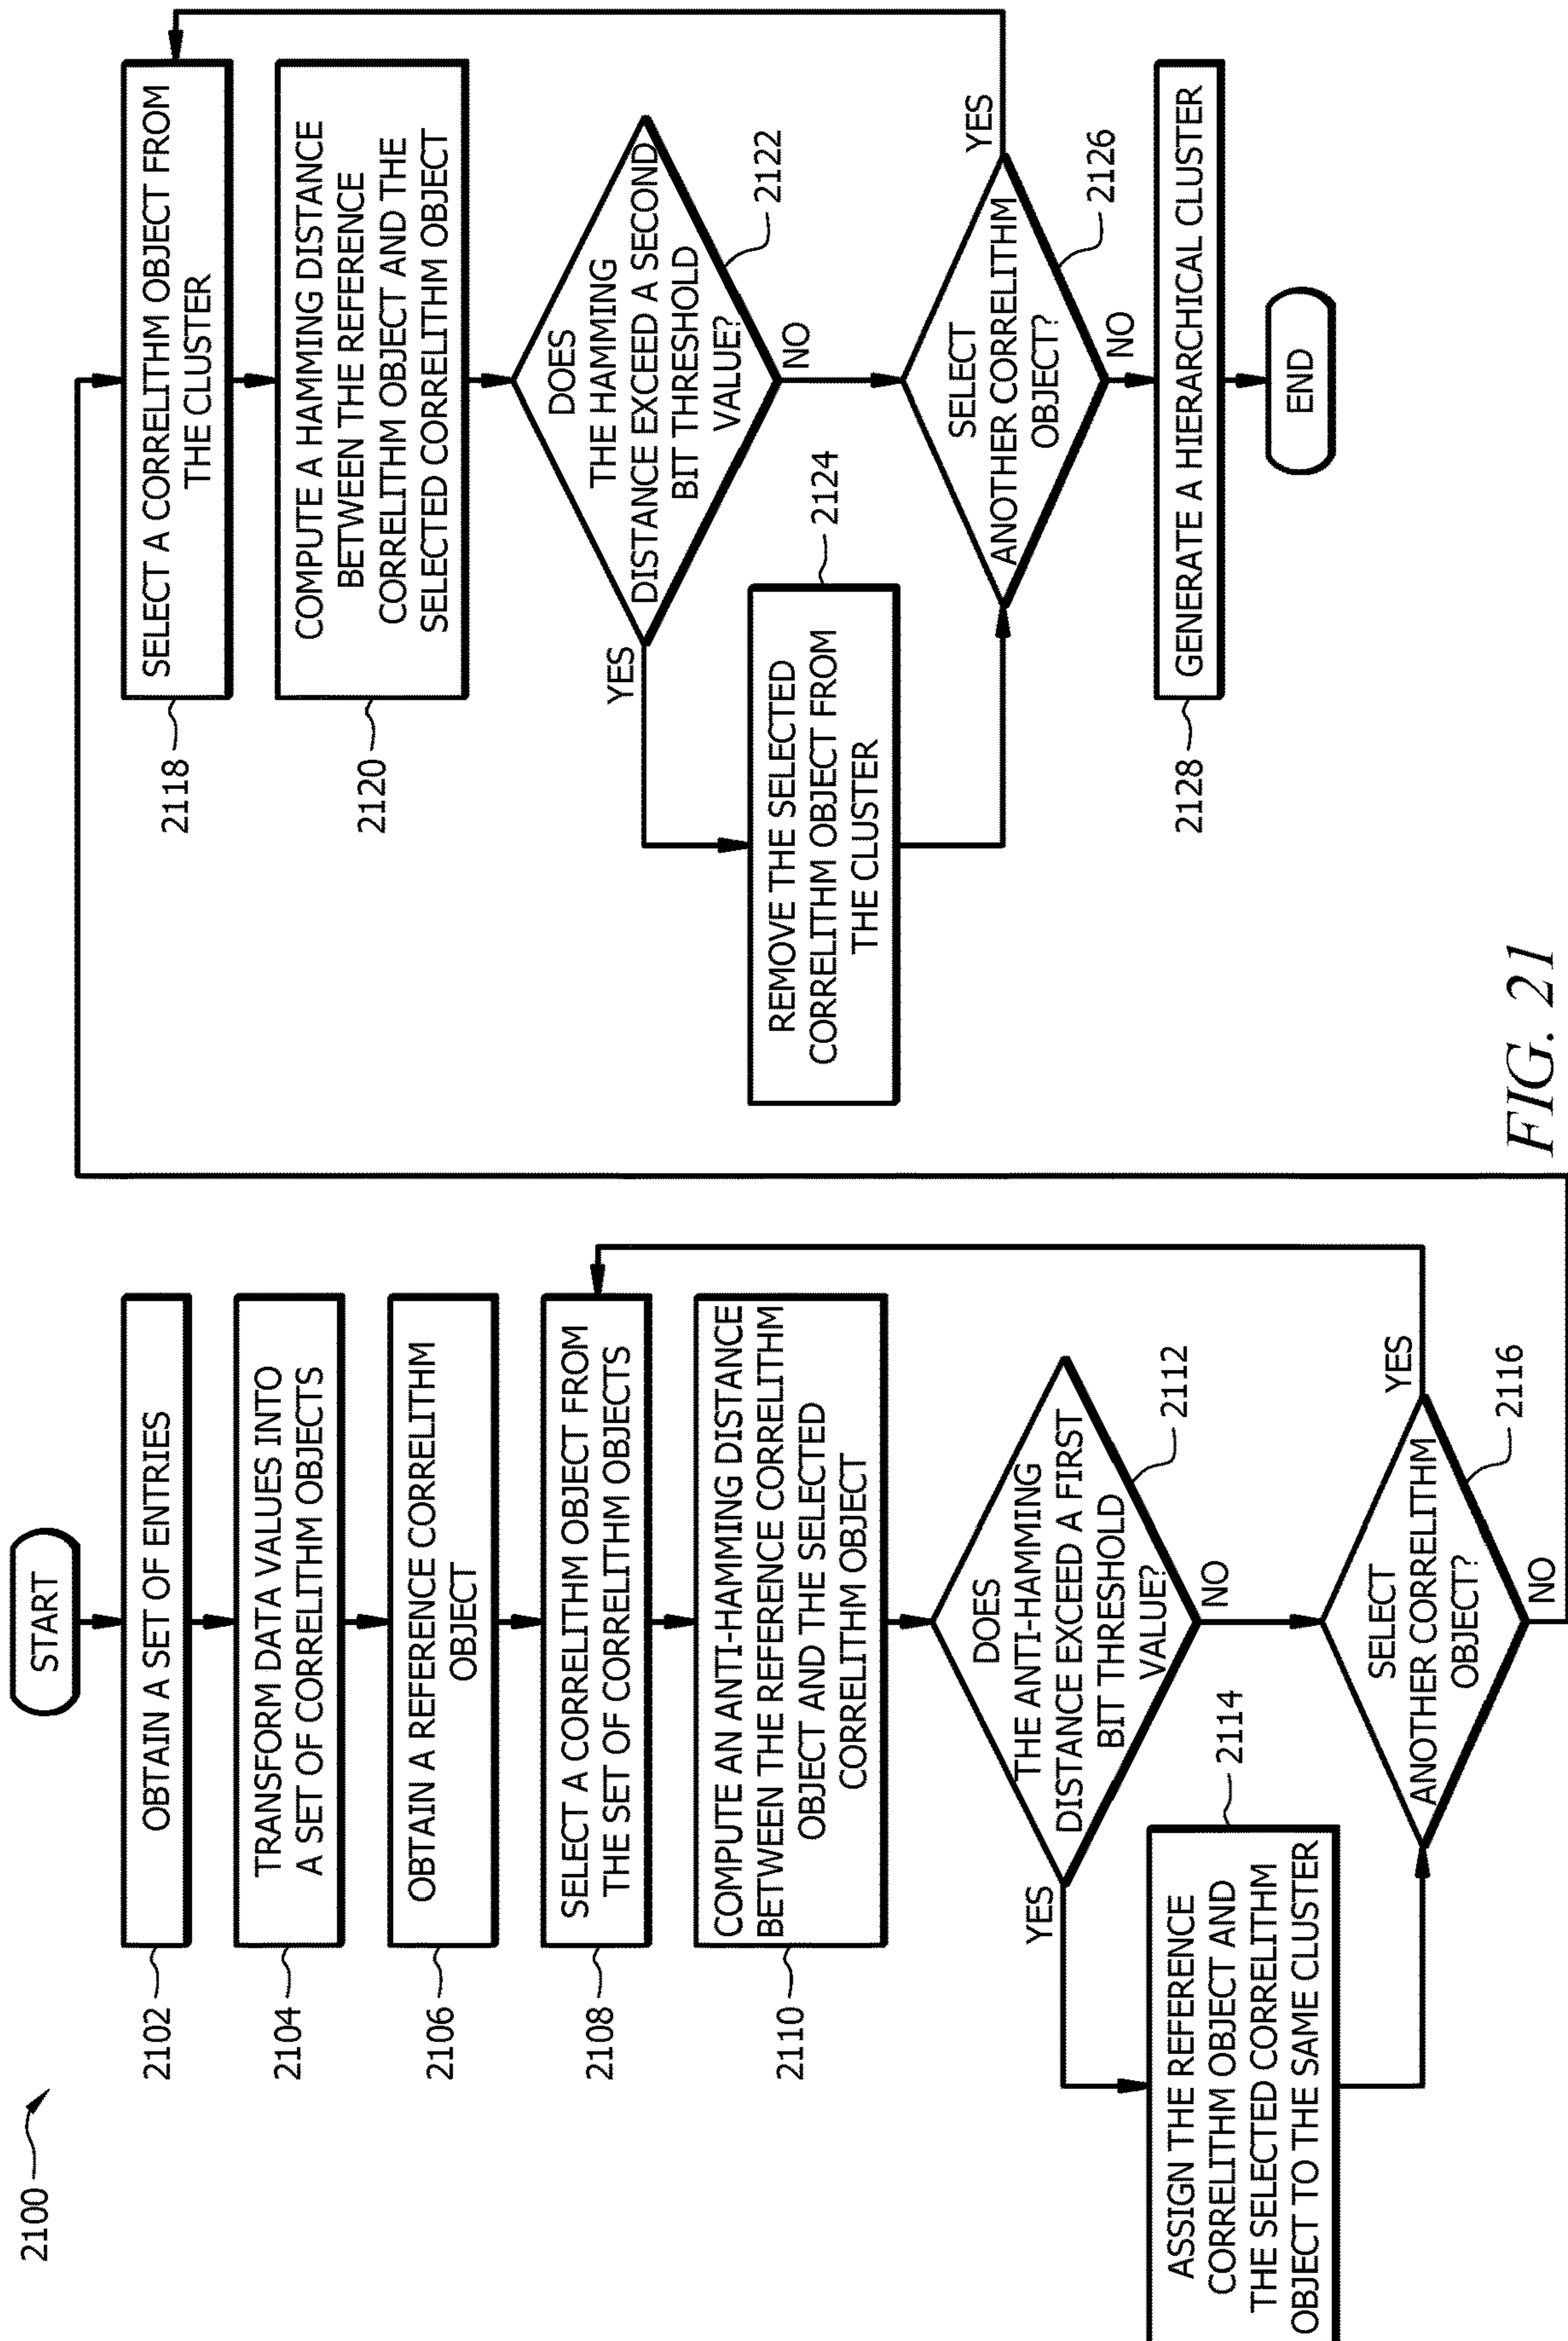 2100
START
OBTAIN A SET OF ENTRIES
2102
TRANSFORM DATA VALUES INTO
A SET OF CORRELITHM OBJECTS
2104
OBTAIN A REFERENCE CORRELITHM
OBJECT
2106
SELECT A CORRELITHM OBJECT FROM
THE SET OF CORRELITHM OBJECTS
2108
COMPUTE AN ANTI-HAMMING DISTANCE
BETWEEN THE REFERENCE CORRELITHM
OBJECT AND THE SELECTED
CORRELITHM OBJECT
2110
DOES
THE ANTI-HAMMING
DISTANCE EXCEED A FIRST
BIT THRESHOLD
VALUE?
2112
YES
NO
ASSIGN THE REFERENCE
CORRELITHM OBJECT AND
THE SELECTED CORRELITHM
OBJECT TO THE SAME CLUSTER
2114
SELECT
ANOTHER CORRELITHM
OBJECT?
2116
YES
NO
SELECT A CORRELITHM OBJECT FROM
THE CLUSTER
2118
COMPUTE A HAMMING DISTANCE
BETWEEN THE REFERENCE
CORRELITHM OBJECT AND THE
SELECTED CORRELITHM OBJECT
2120
DOES
THE HAMMING
DISTANCE EXCEED A SECOND
BIT THRESHOLD
VALUE?
2122
YES
NO
REMOVE THE SELECTED
CORRELITHM OBJECT FROM
THE CLUSTER
2124
SELECT
ANOTHER CORRELITHM
OBJECT?
2126
YES
NO
GENERATE A HIERARCHICAL CLUSTER
2128
END
FIG. 21